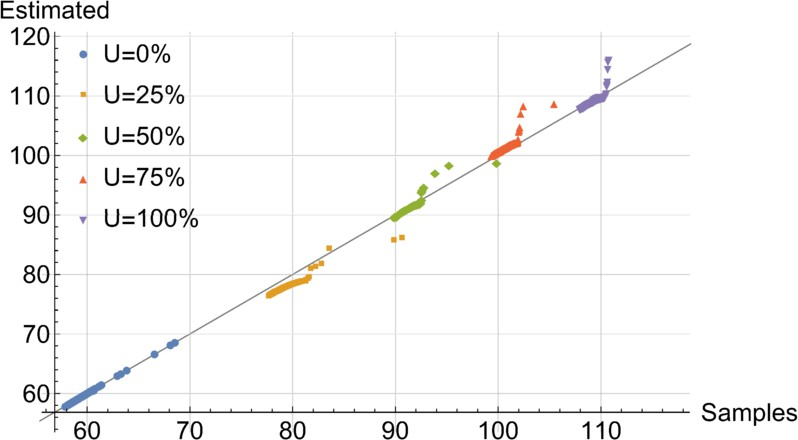 Estimated
120
110
100
90
80
70
60
U=0%
U=25%
U=50%
U=75%
U=100%
60 70 80 90 100 110
Samples